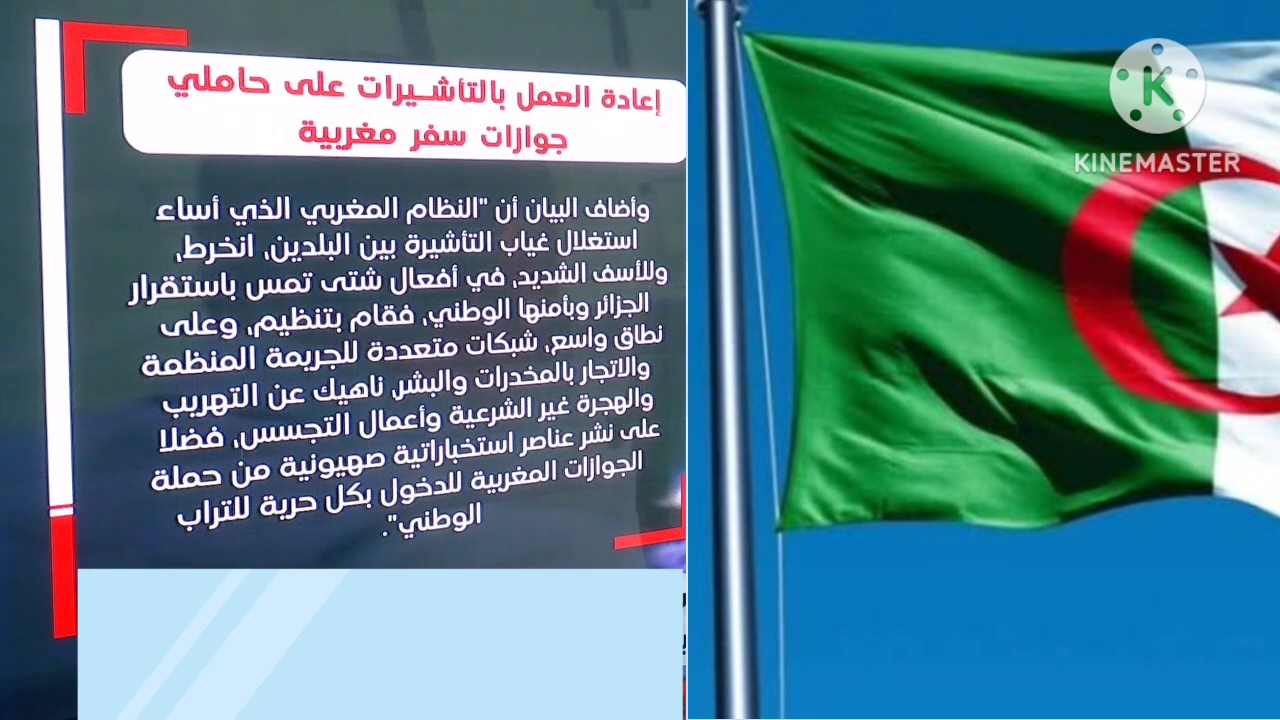 إعادة العمل بالتأشيرات على حاملي
جوازات سفر مغربية
وأضاف البيان أن "النظام المغربي الذي أساء
استغلال غياب التأشيرة بين البلدين، انخرط،
وللأسف الشديد، في أفعال شتى تمس باستقرار
الجزائر وبأمنها الوطني، فقام بتنظيم، وعلى
نطاق واسع، شبكات متعددة للجريمة المنظمة
والاتجار بالمخدرات والبشر، ناهيك عن التهريب
والهجرة غير الشرعية وأعمال التجسس، فضلا
على نشر عناصر استخباراتية صهيونية من حملة
الجوازات المغربية للدخول بكل حرية للتراب
الوطني".
K
KINEMASTER